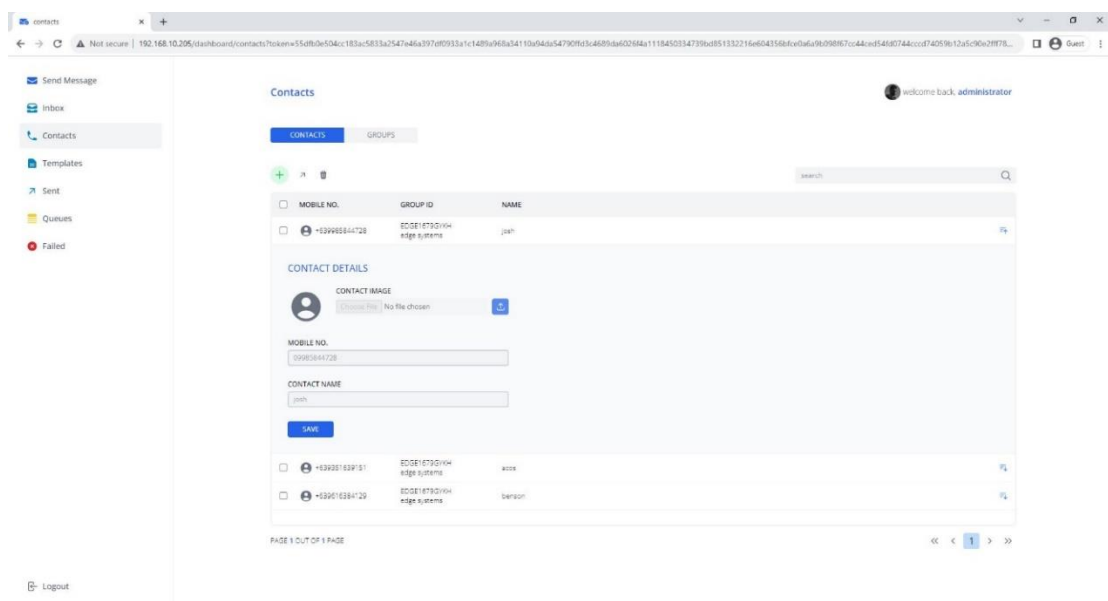 contacts
Not secure
192.168.10.205/dashboard/contacts?token=
Guest
Send Message
Inbox
Contacts
Templates
Sent
Queues
Failed
Logout
Contacts
welcome back, administrator
CONTACTS GROUPS
search
MOBILE NO. GROUP ID NAME
+639985844728 EDGE1679GYKH josh
edge systems
CONTACT DETAILS
CONTACT IMAGE
Choose File No file chosen
MOBILE NO.
09985844728
CONTACT NAME
josh
SAVE
EDGE1679GYKH
edge systems
EDGE1679GYKH benson
edge systems
PAGE 1 OUT OF 1 PAGE
« < 1 > »